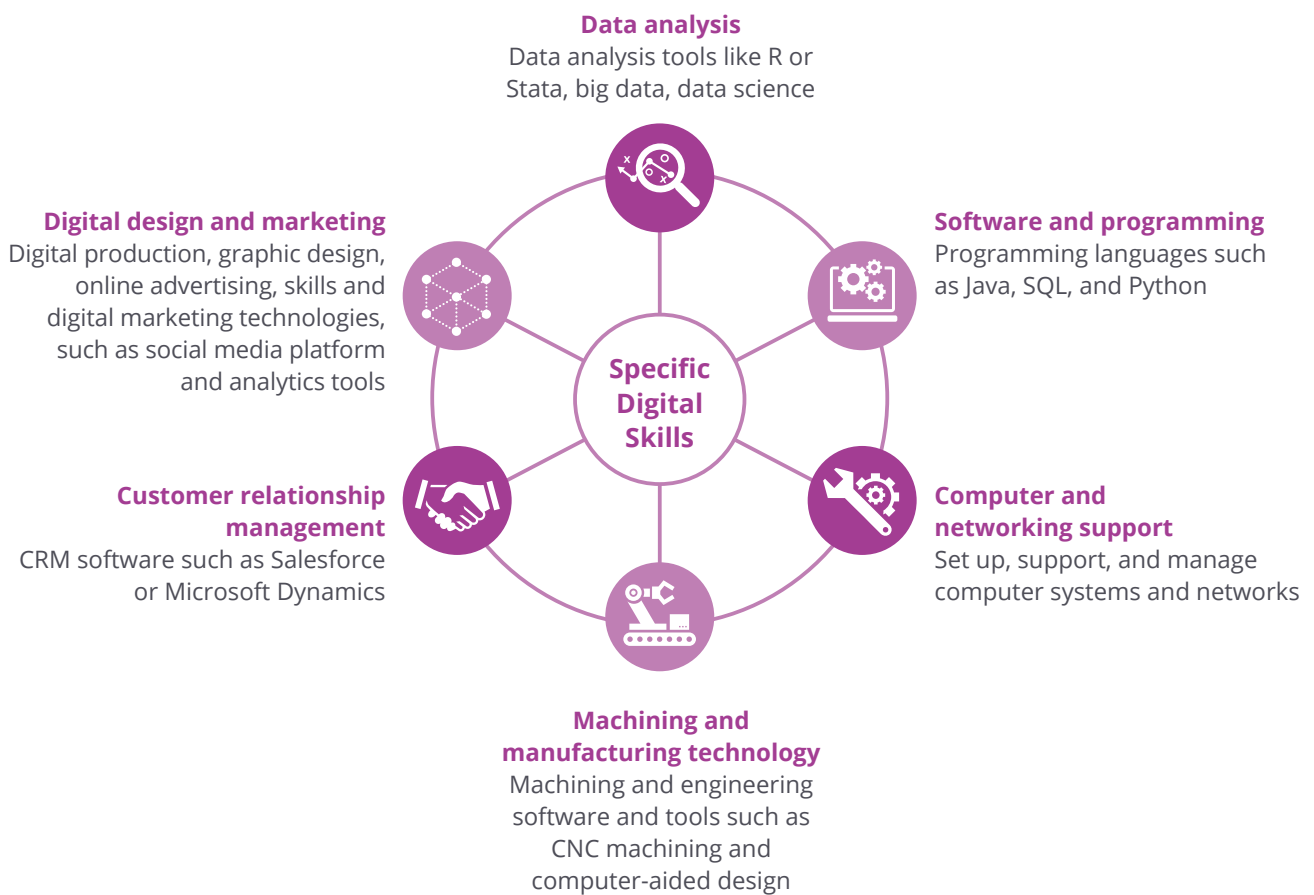 Data analysis
Data analysis tools like R or
Stata, big data, data science
Software and programming
Programming languages such
as Java, SQL, and Python
Computer and
networking support
Set up, support, and manage
computer systems and networks
Machining and
manufacturing technology
Machining and engineering
software and tools such as
CNC machining and
computer-aided design
Customer relationship
management
CRM software such as Salesforce
or Microsoft Dynamics
Digital design and marketing
Digital production, graphic design,
online advertising, skills and
digital marketing technologies,
such as social media platform
and analytics tools
Specific
Digital
Skills